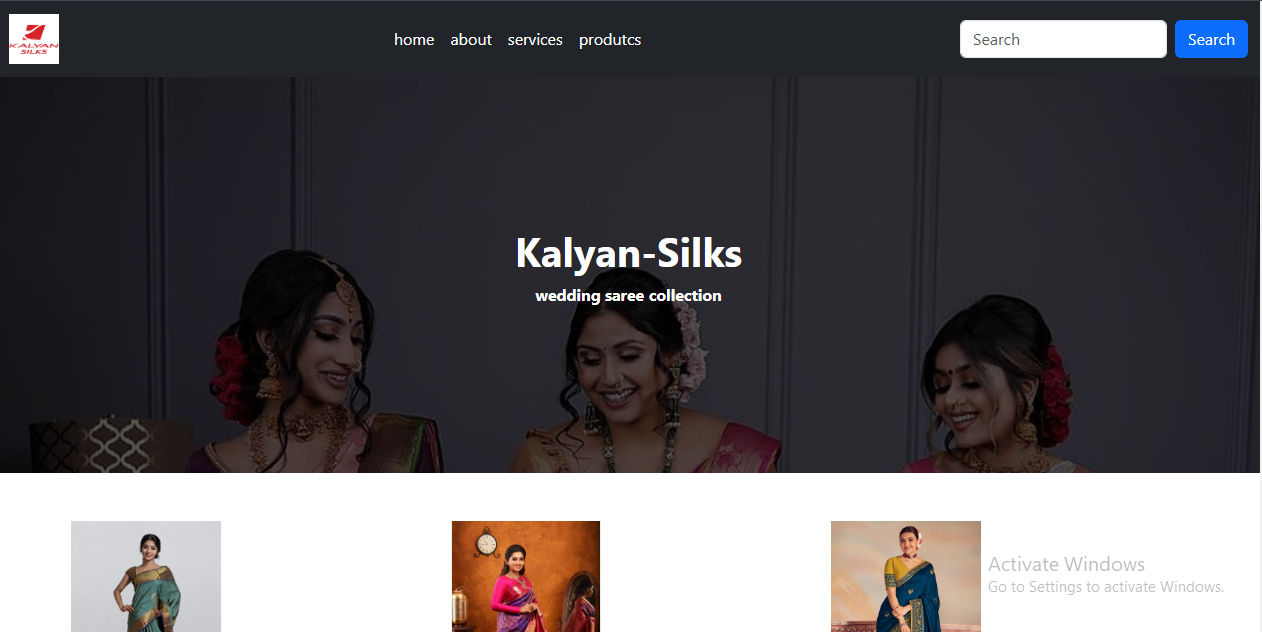 KALYAN
SILKS
home about services produtcs
Search Search
Kalyan-Silks
wedding saree collection
Activate Windows
Go to Settings to activate Windows.